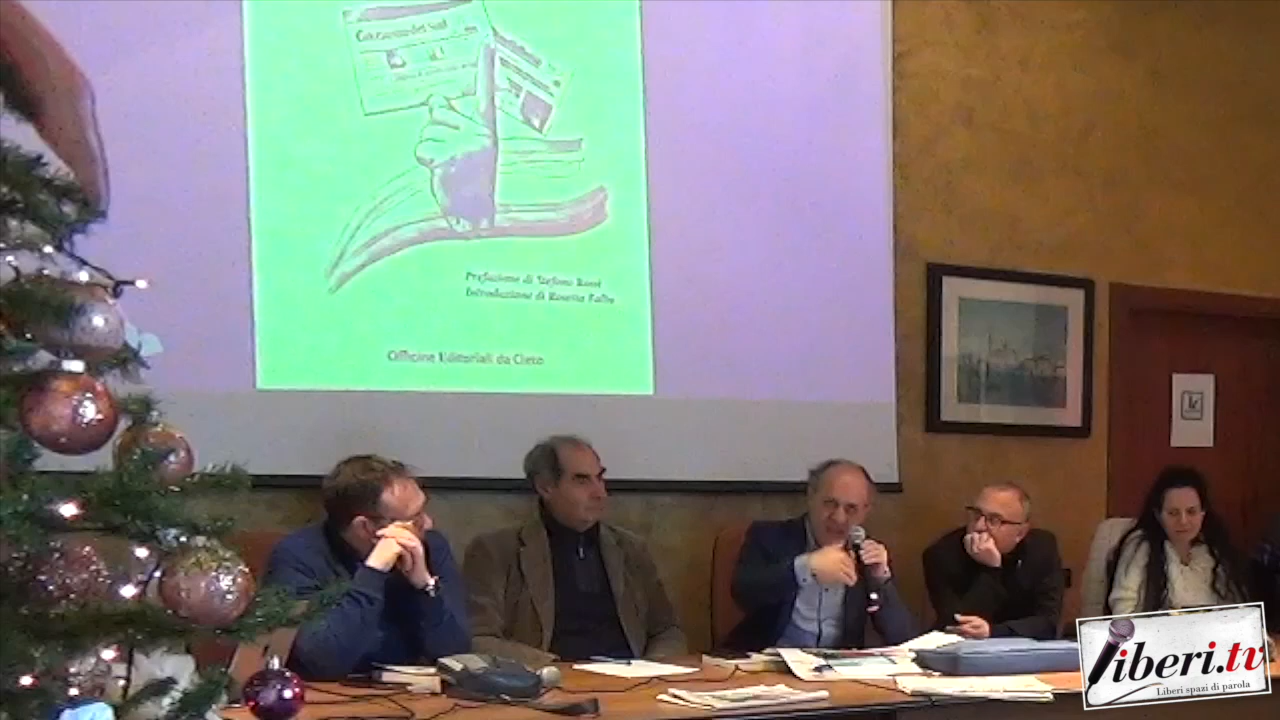 Prefazione di Stefano Rossi
Introduzione di Rosetta Falbo
Officine Editoriali da Cleto
Liberi.tv
Liberi spazi di parola